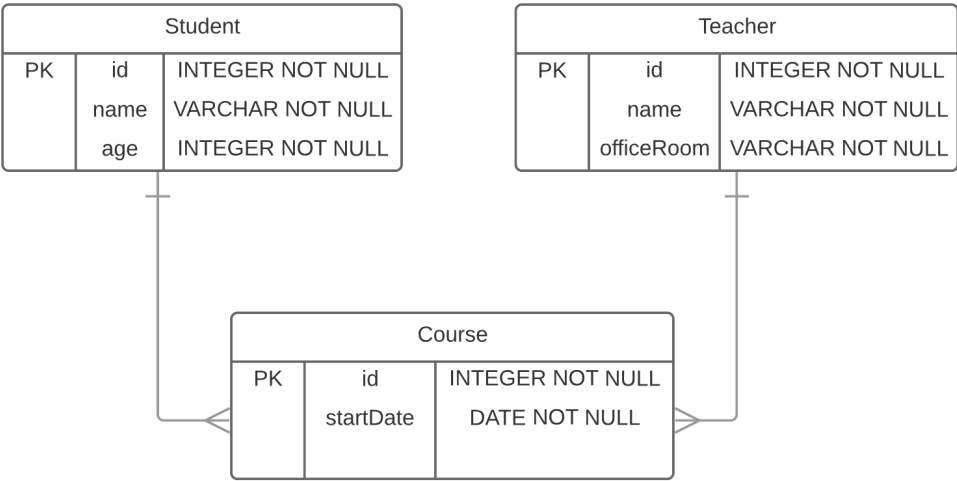 Student
PK id INTEGER NOT NULL
name VARCHAR NOT NULL
age INTEGER NOT NULL
Teacher
PK id INTEGER NOT NULL
name VARCHAR NOT NULL
officeRoom VARCHAR NOT NULL
Course
PK id INTEGER NOT NULL
startDate DATE NOT NULL